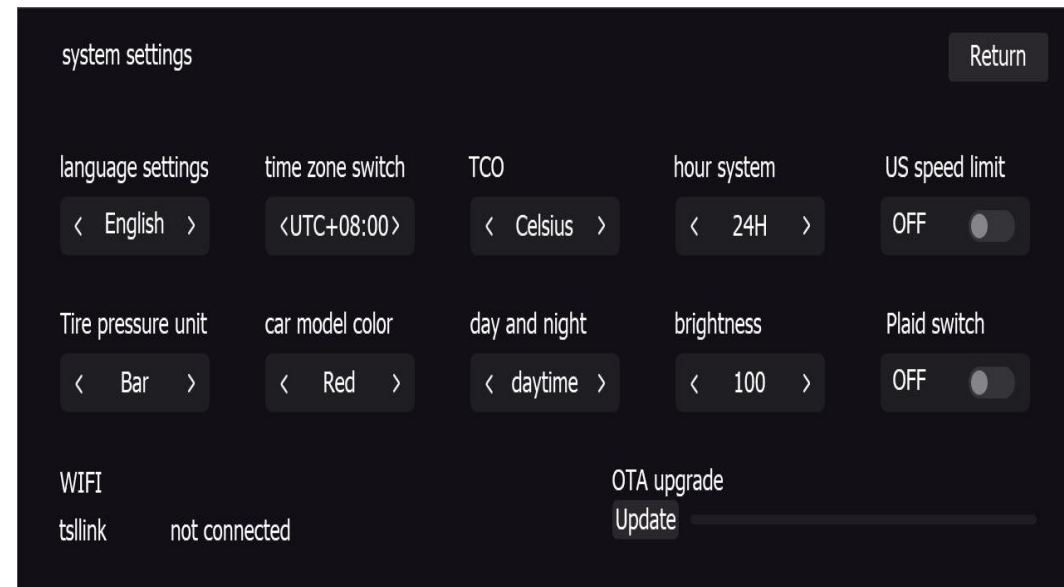 system settings
Return
language settings
time zone switch
TCO
hour system
US speed limit
< English >
<UTC+08:00>
< Celsius >
< 24H >
OFF
Tire pressure unit
car model color
day and night
brightness
Plaid switch
< Bar >
< Red >
< daytime >
< 100 >
OFF
WIFI
OTA upgrade
tsllink not connected
Update